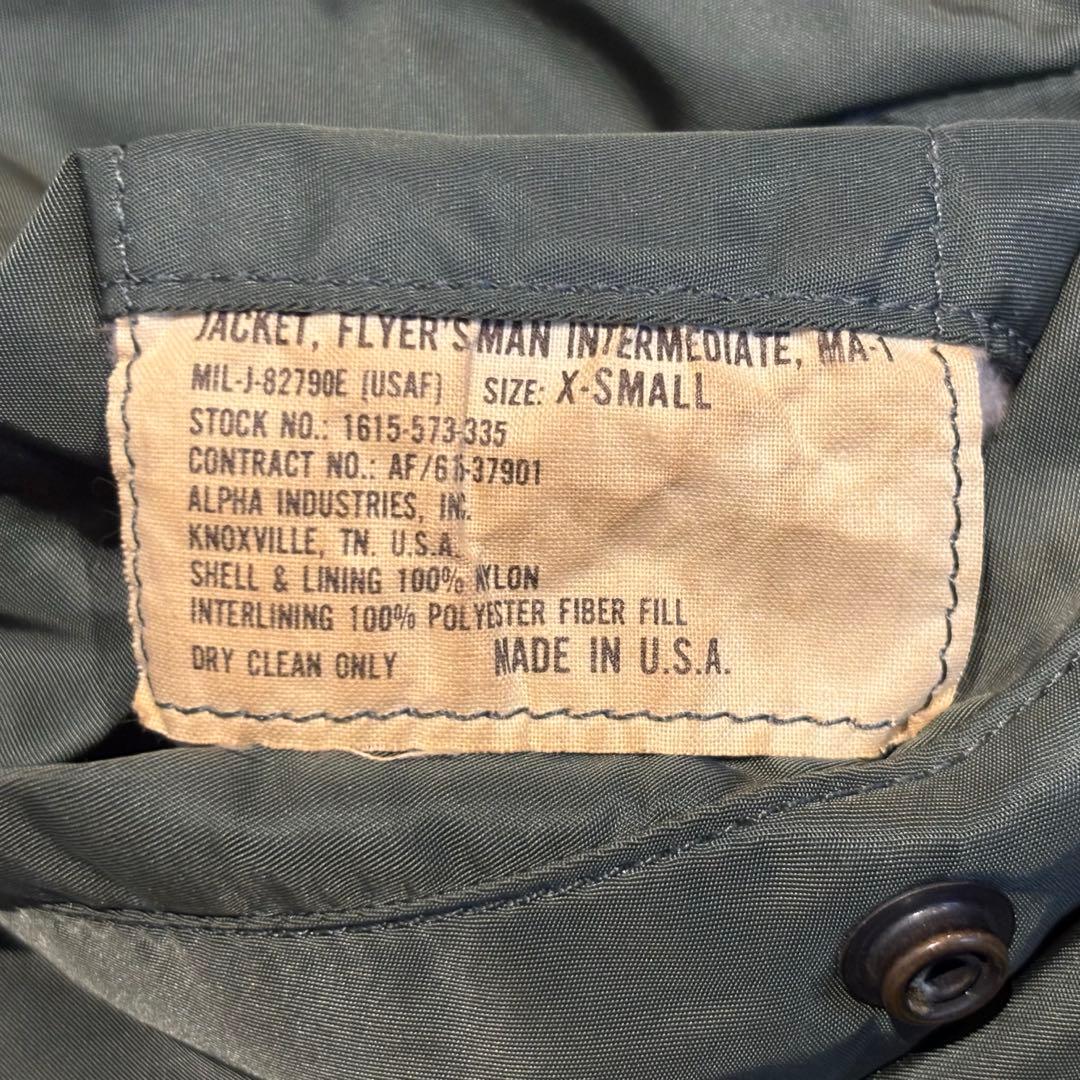 JACKET, FLYER'S MAN INTERMEDIATE, MA-1
MIL-J-82790E (USAF) SIZE: X-SMALL
STOCK NO.: 1615-573-335
CONTRACT NO.: AF/61-37901
ALPHA INDUSTRIES, INC.
KNOXVILLE, TN. U.S.A.
SHELL & LINING 100% NYLON
INTERLINING 100% POLYESTER FIBER FILL
DRY CLEAN ONLY MADE IN U.S.A.